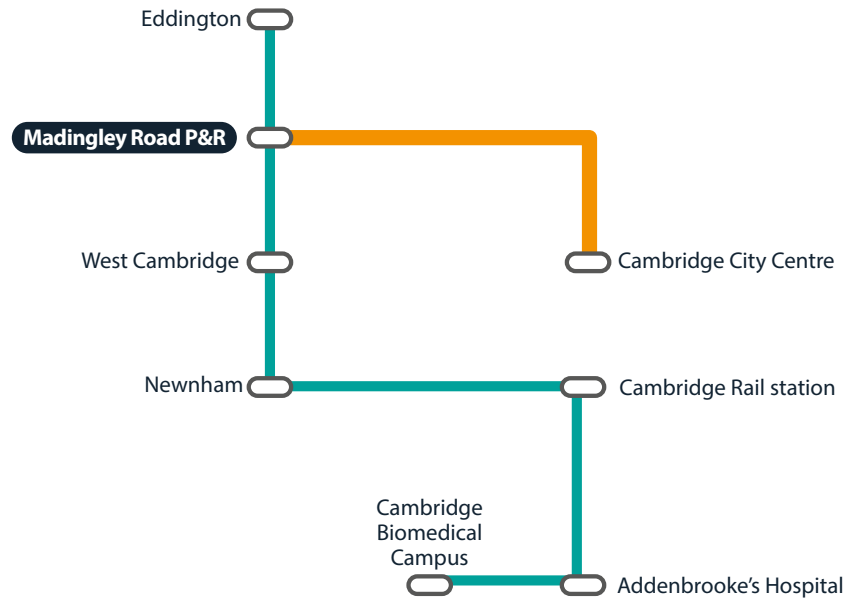 Eddington
Madingley Road P&R
West Cambridge
Cambridge City Centre
Newnham
Cambridge Rail station
Cambridge
Biomedical
Campus
Addenbrooke’s Hospital